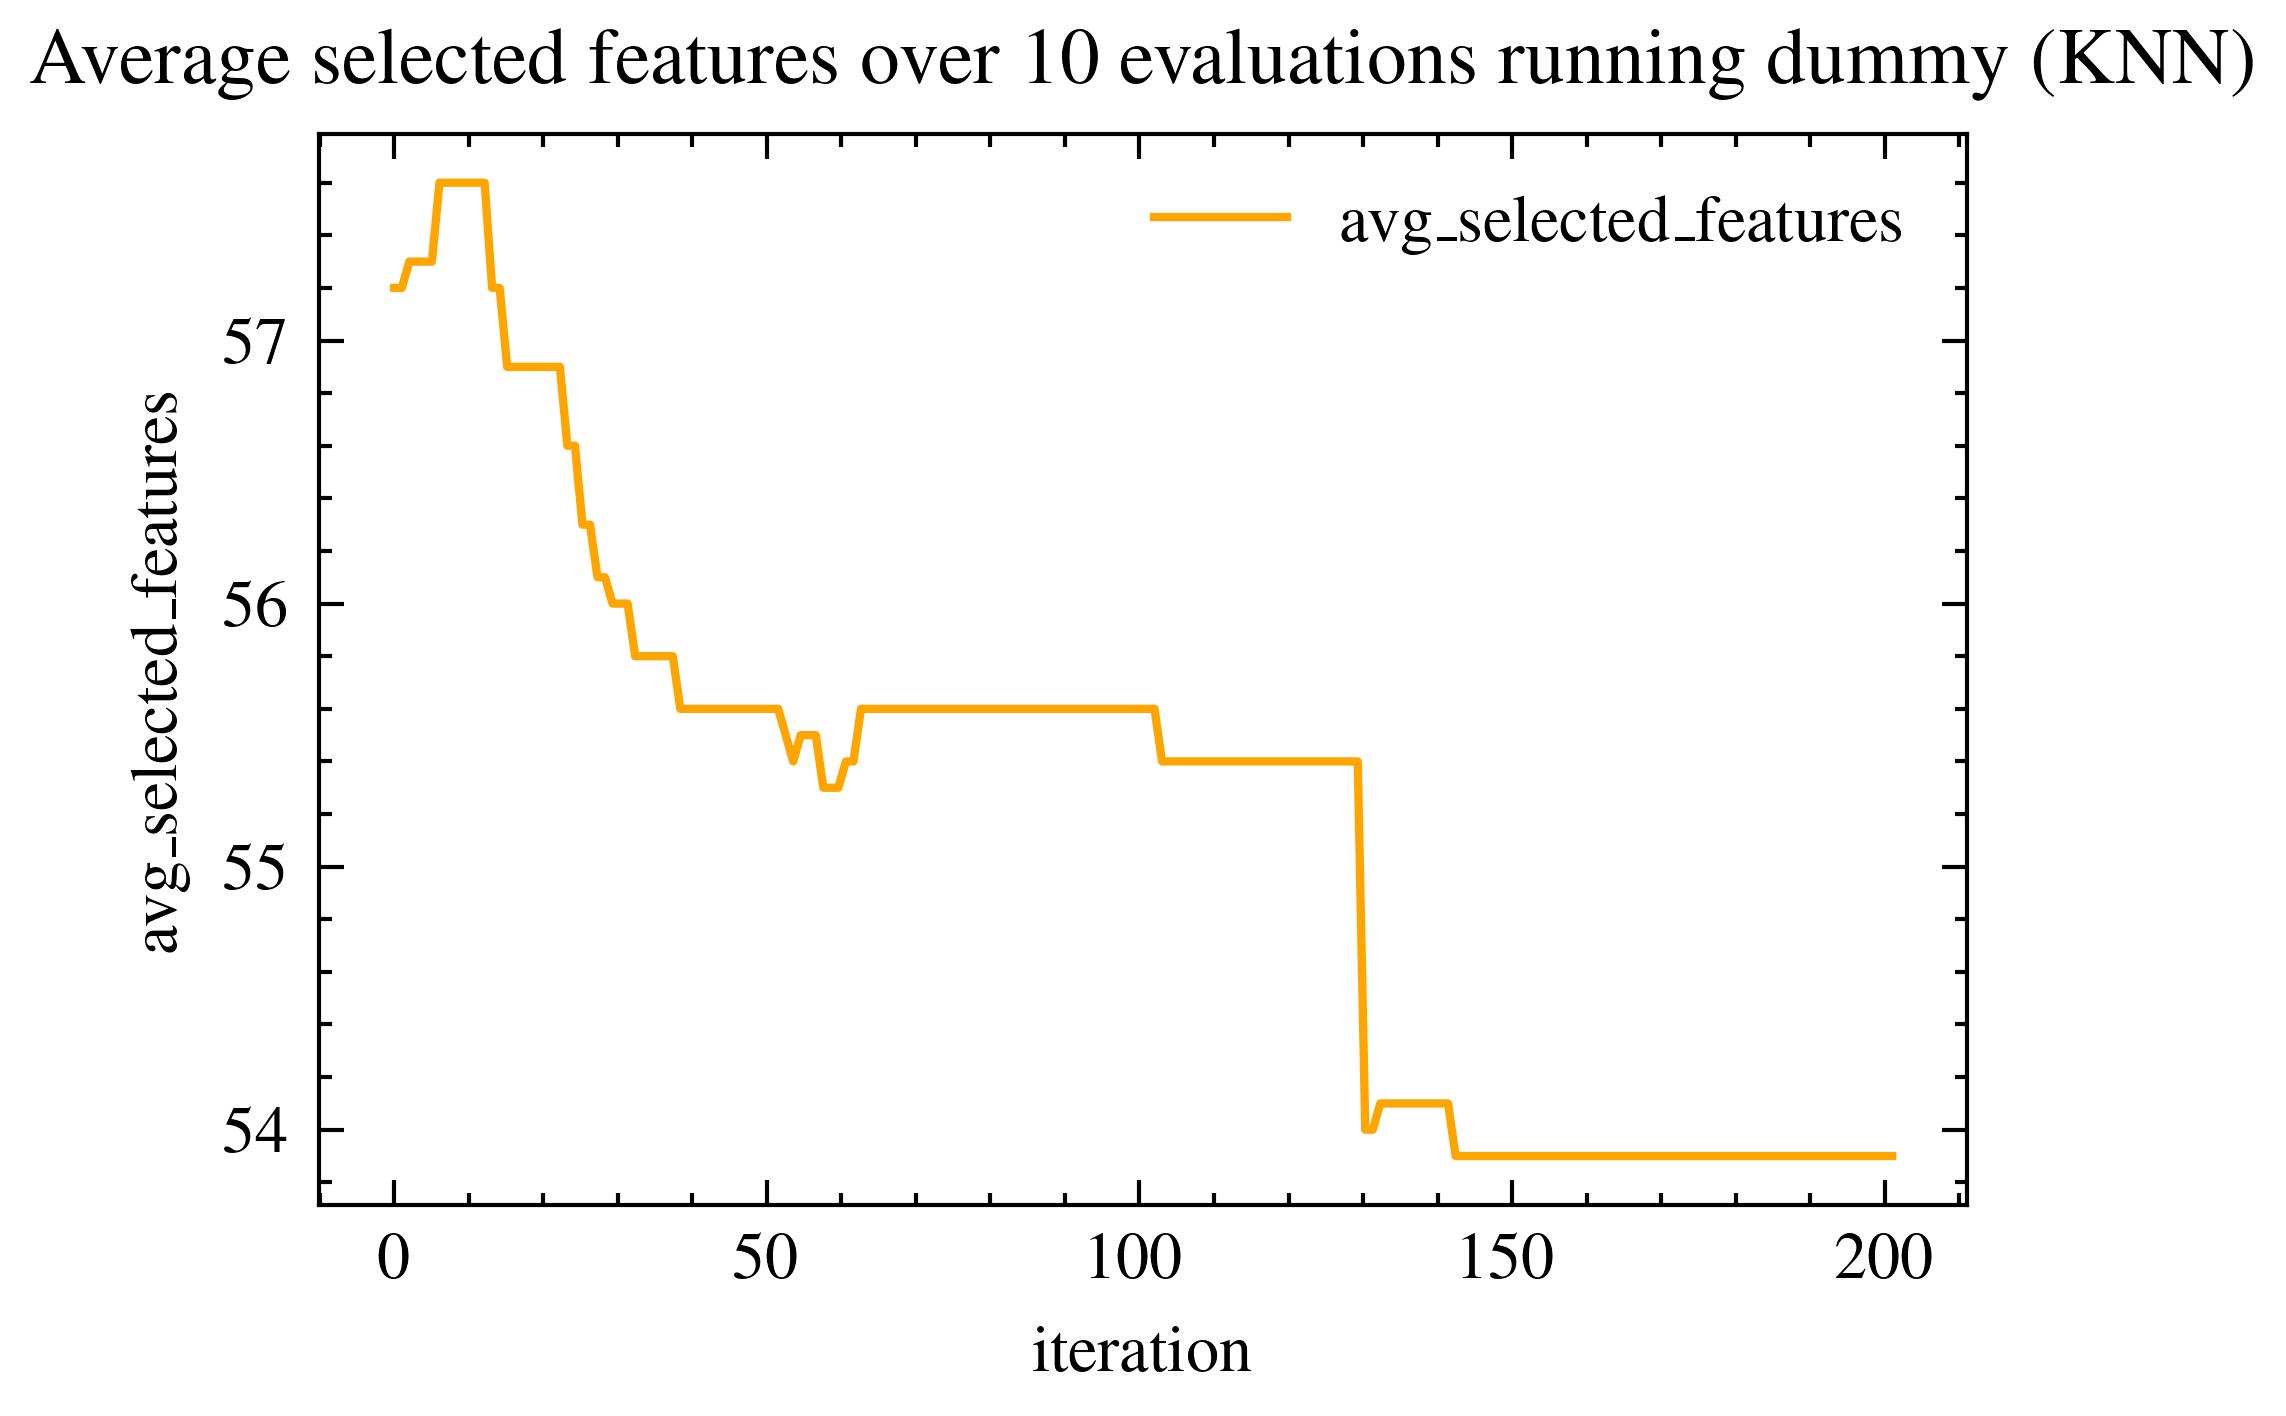 Average selected features over 10 evaluations running dummy (KNN)
avg_selected_features
57
56
55
54
avg_selected_features
0 50 100 150 200
iteration